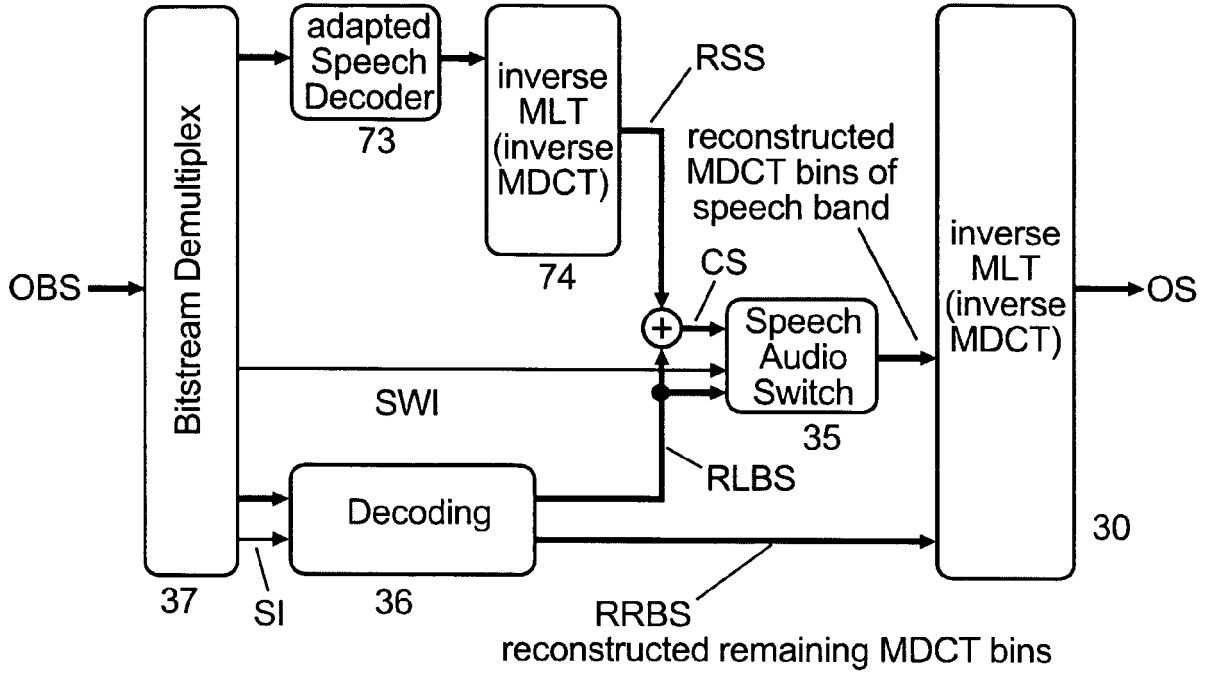 adapted
Speech
Decoder
73
inverse
MLT
(inverse
MDCT)
74
RSS
reconstructed
MDCT bins of
speech band
inverse
MLT
(inverse
MDCT)
30
Bitstream Demultiplex
37
OBS
OS
CS
+
Speech
Audio
Switch
35
SWI
RLBS
Decoding
36
SI
RRBS
reconstructed remaining MDCT bins